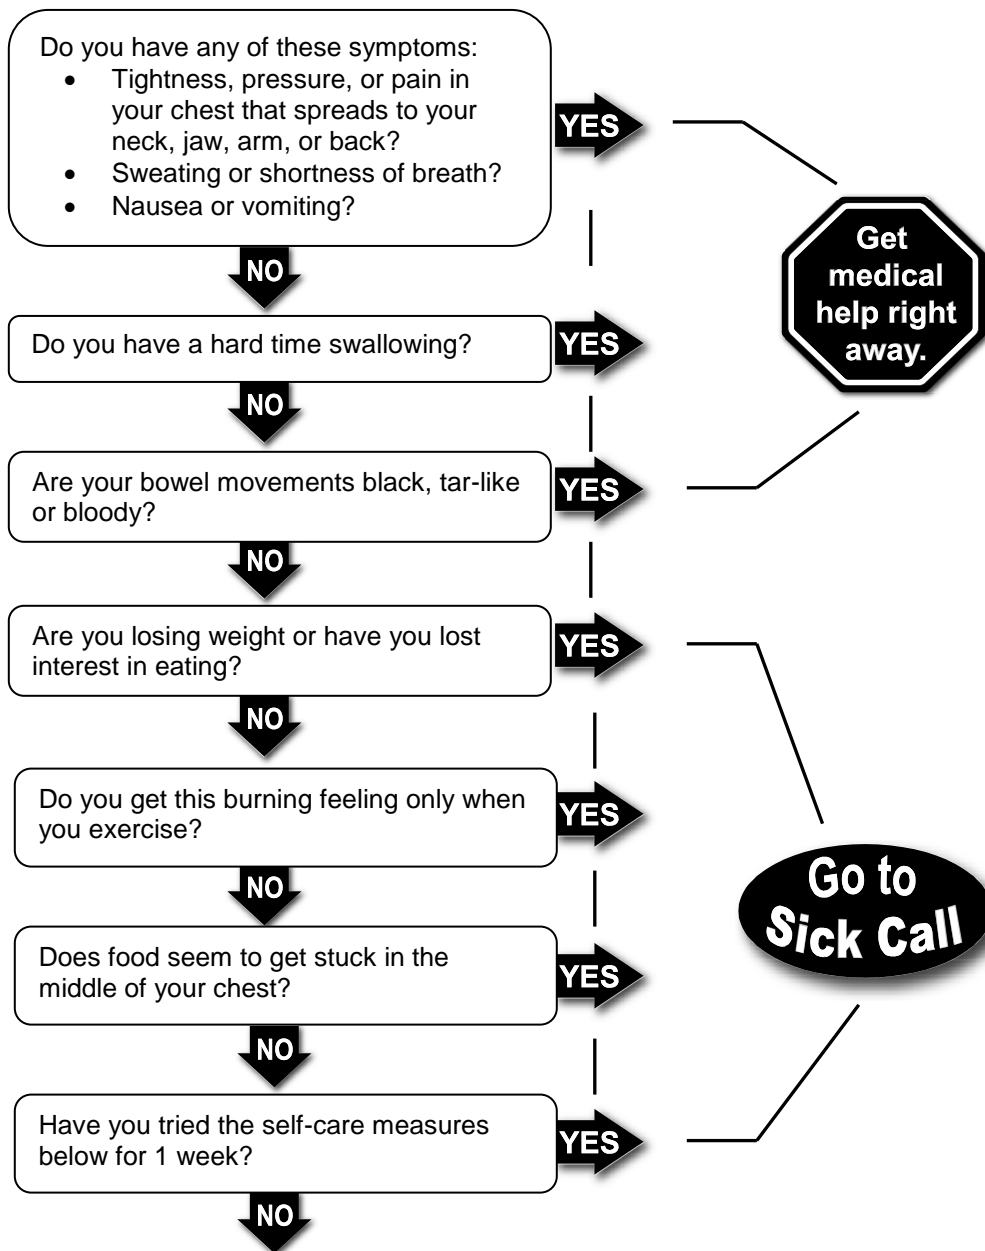 Do you have any of these symptoms:
• Tightness, pressure, or pain in
your chest that spreads to your
neck, jaw, arm, or back?
• Sweating or shortness of breath?
• Nausea or vomiting?
YES
Get
medical
help right
away.
NO
Do you have a hard time swallowing?
YES
NO
Are your bowel movements black, tar-like
or bloody?
YES
NO
Are you losing weight or have you lost
interest in eating?
YES
NO
Do you get this burning feeling only when
you exercise?
YES
Go to
Sick Call
NO
Does food seem to get stuck in the
middle of your chest?
YES
NO
Have you tried the self-care measures
below for 1 week?
YES
NO